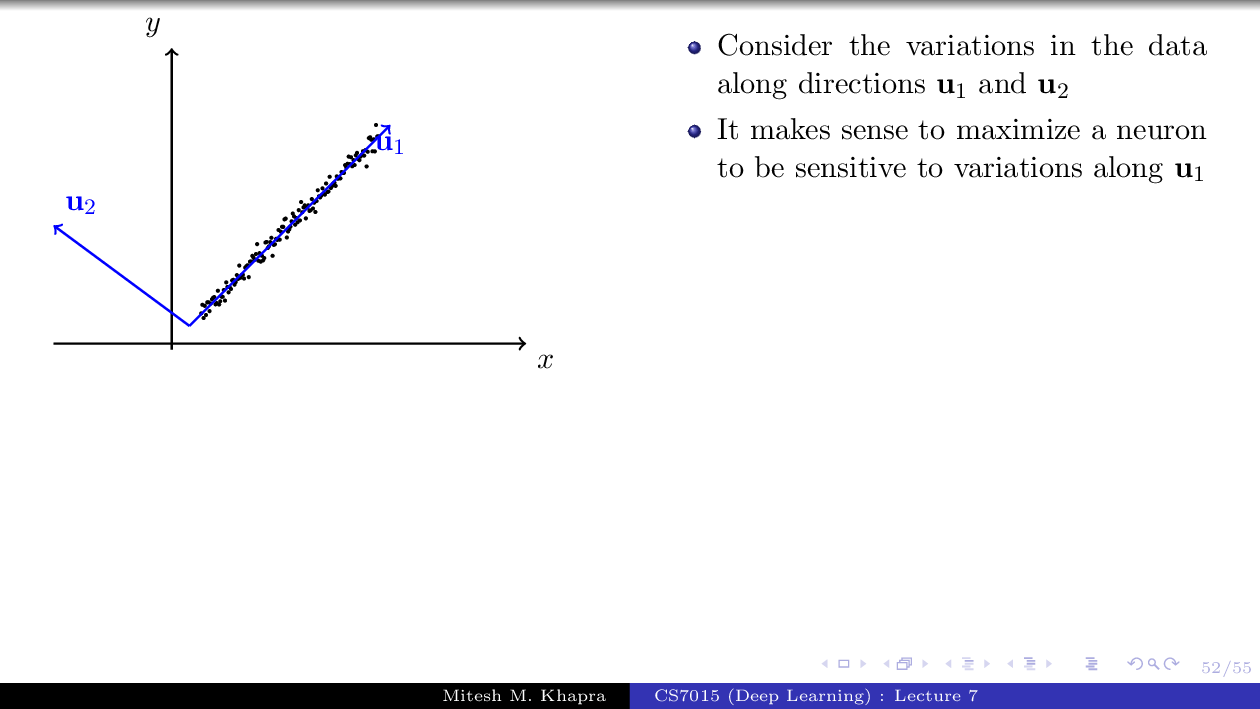 y
u1
u2
x
Consider the variations in the data
along directions u1 and u2
It makes sense to maximize a neuron
to be sensitive to variations along u1
52/55
Mitesh M. Khapra
CS7015 (Deep Learning) : Lecture 7